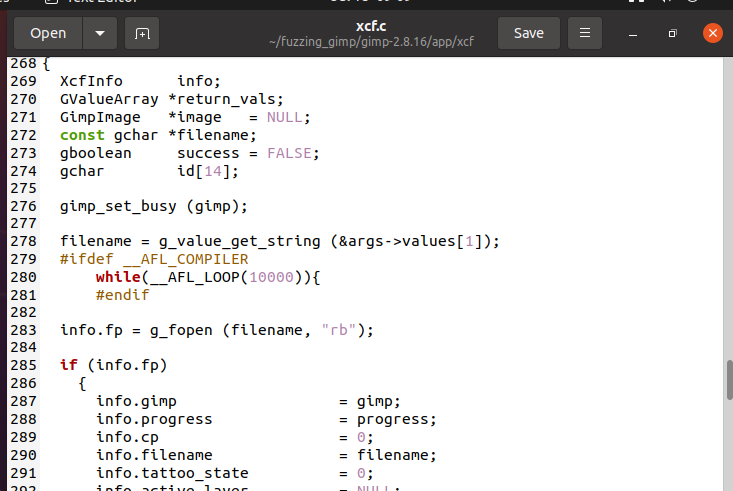 Open
xcf.c
~/fuzzing_gimp/gimp-2.8.16/app/xcf
Save
268 {
269   XcfInfo      info;
270   GValueArray *return_vals;
271   GimpImage   *image   = NULL;
272   const gchar *filename;
273   gboolean     success = FALSE;
274   gchar        id[14];
275
276   gimp_set_busy (gimp);
277
278   filename = g_value_get_string (&args->values[1]);
279   #ifdef __AFL_COMPILER
280       while(__AFL_LOOP(10000)){
281       #endif
282
283   info.fp = g_fopen (filename, "rb");
284
285   if (info.fp)
286     {
287       info.gimp                  = gimp;
288       info.progress              = progress;
289       info.cp                    = 0;
290       info.filename              = filename;
291       info.tattoo_state          = 0;
292       info.active_layer          = NULL;